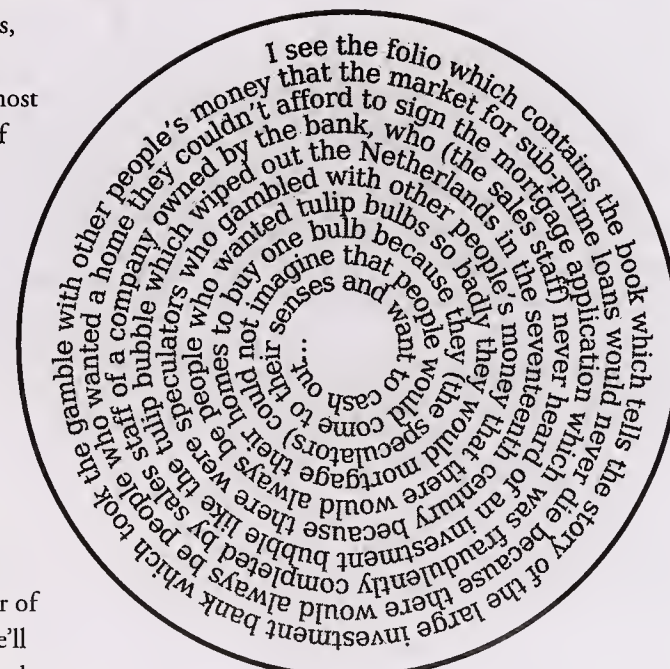 s,
nost
f
I see the folio which contains the book which tells the story of the large investment bank which took the gamble with other people's money that the market for sub-prime loans would never die because there would always be people who wanted a home they couldn't afford to sign the mortgage application which was fraudulently completed by sales staff of a company owned by the bank, who (the sales staff) never heard of an investment bubble like the tulip bubble which wiped out the Netherlands in the seventeenth century because there were speculators who gambled with other people's money that there would always be people who wanted tulip bulbs so badly they would mortgage their homes to buy one bulb because they (the speculators) could not imagine that people would come to their senses and want to cash out...
r of
e'll